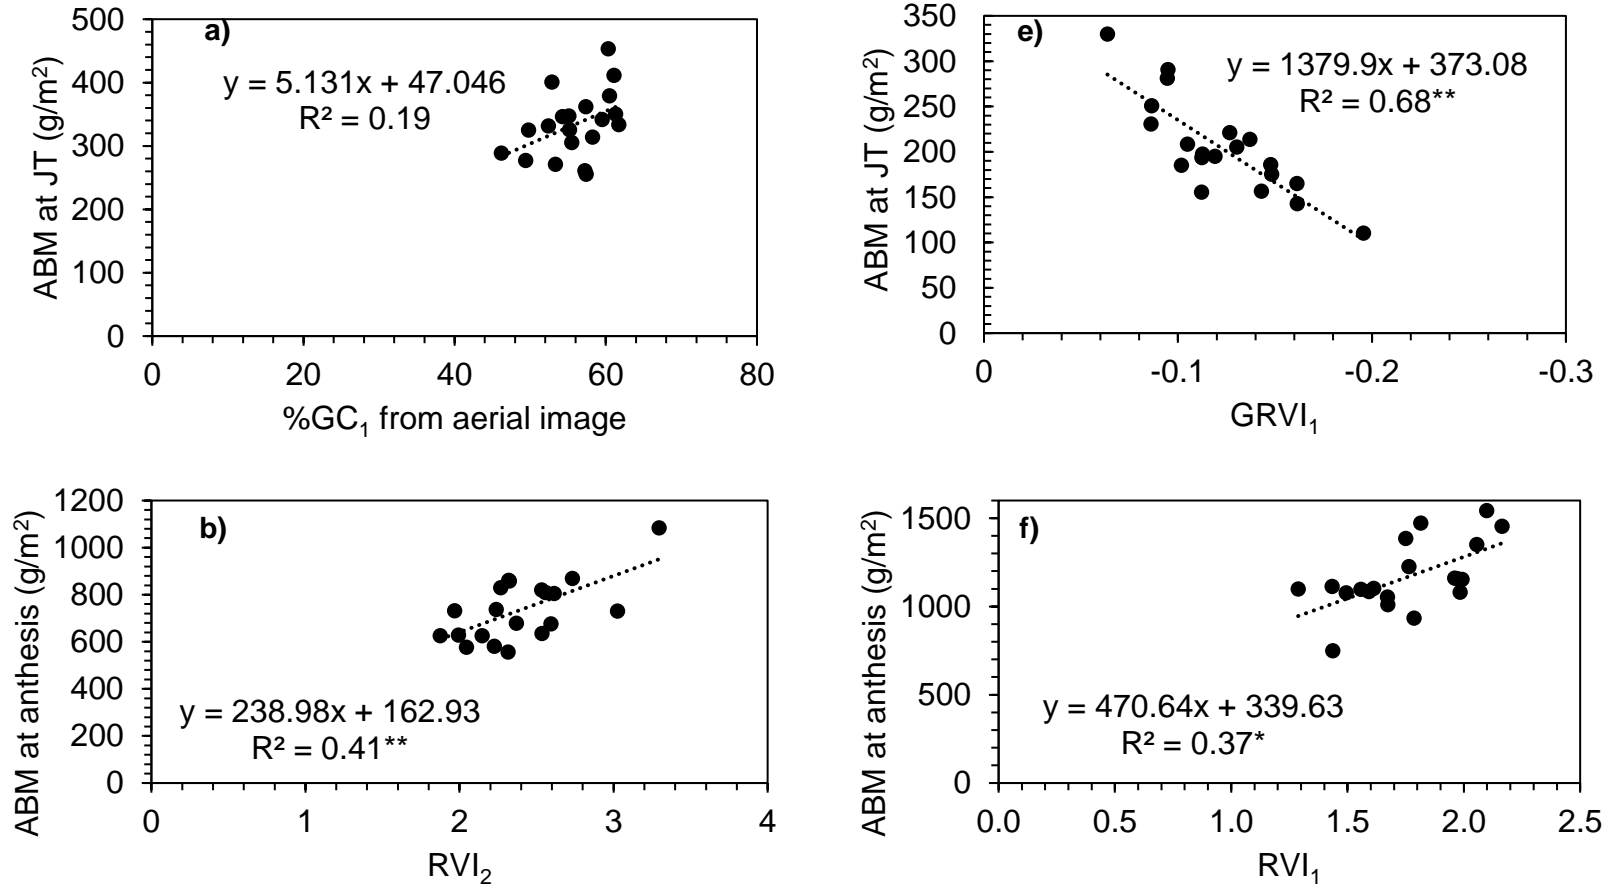 a)
y = 5.131x + 47.046
R² = 0.19
ABM at JT (g/m²)
500
400
300
200
100
0
0 20 40 60 80
%GC₁ from aerial image
e)
y = 1379.9x + 373.08
R² = 0.68**
ABM at JT (g/m²)
350
300
250
200
150
100
50
0
0 -0.1 -0.2 -0.3
GRVI₁
b)
y = 238.98x + 162.93
R² = 0.41**
ABM at anthesis (g/m²)
1200
1000
800
600
400
200
0
0 1 2 3 4
RVI₂
f)
y = 470.64x + 339.63
R² = 0.37*
ABM at anthesis (g/m²)
1500
1000
500
0
0.0 0.5 1.0 1.5 2.0 2.5
RVI₁